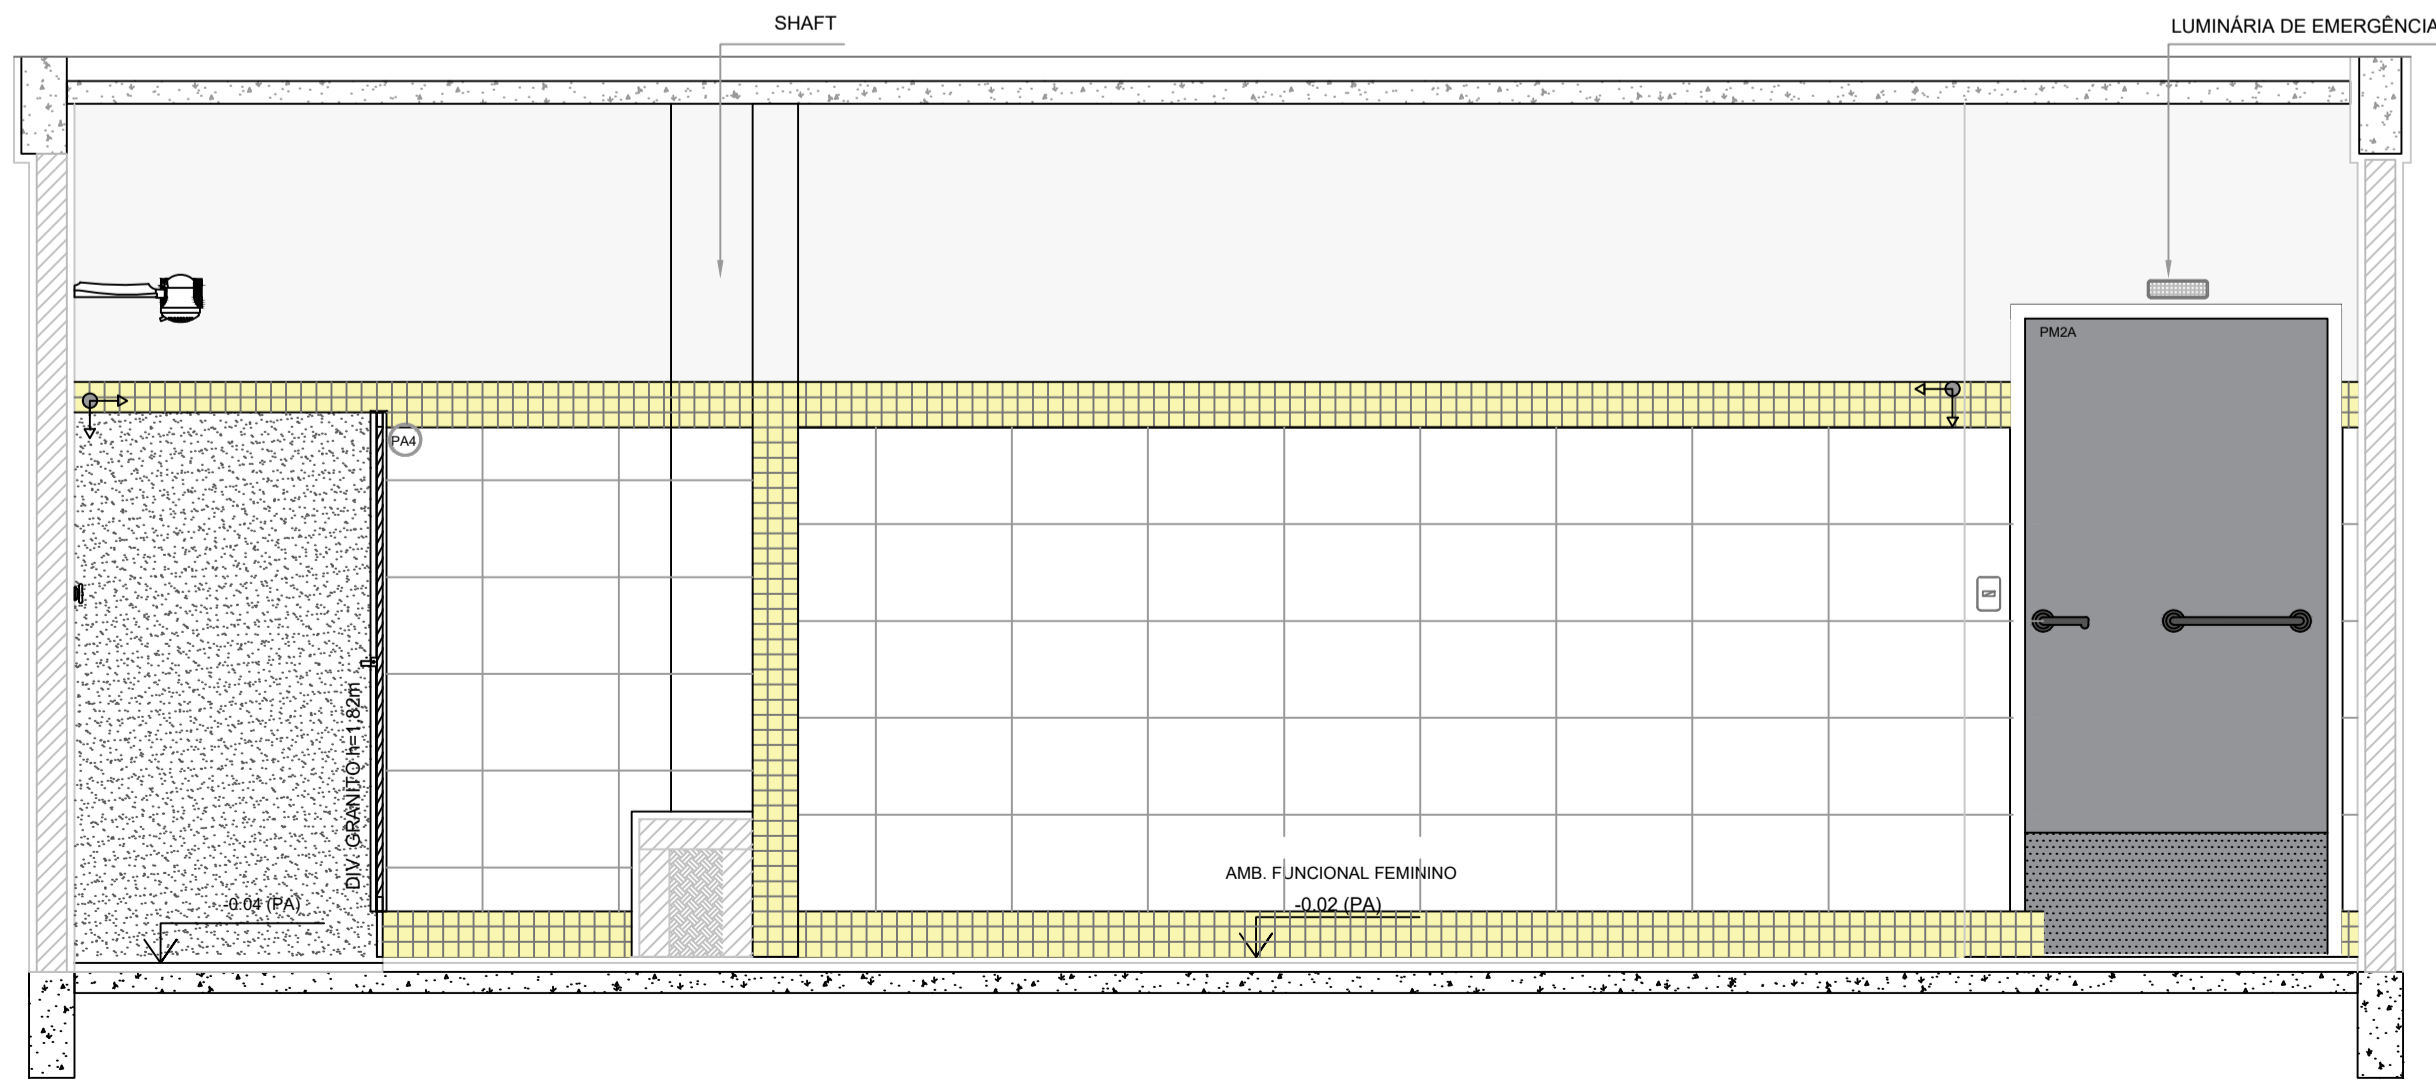 SHAFT
LUMINÁRIA DE EMERGÊNCIA
PM2A
PA4
DIV. GRANITO h=1,82m
AMB. FUNCIONAL FEMININO
-0.04 (PA)
-0.02 (PA)